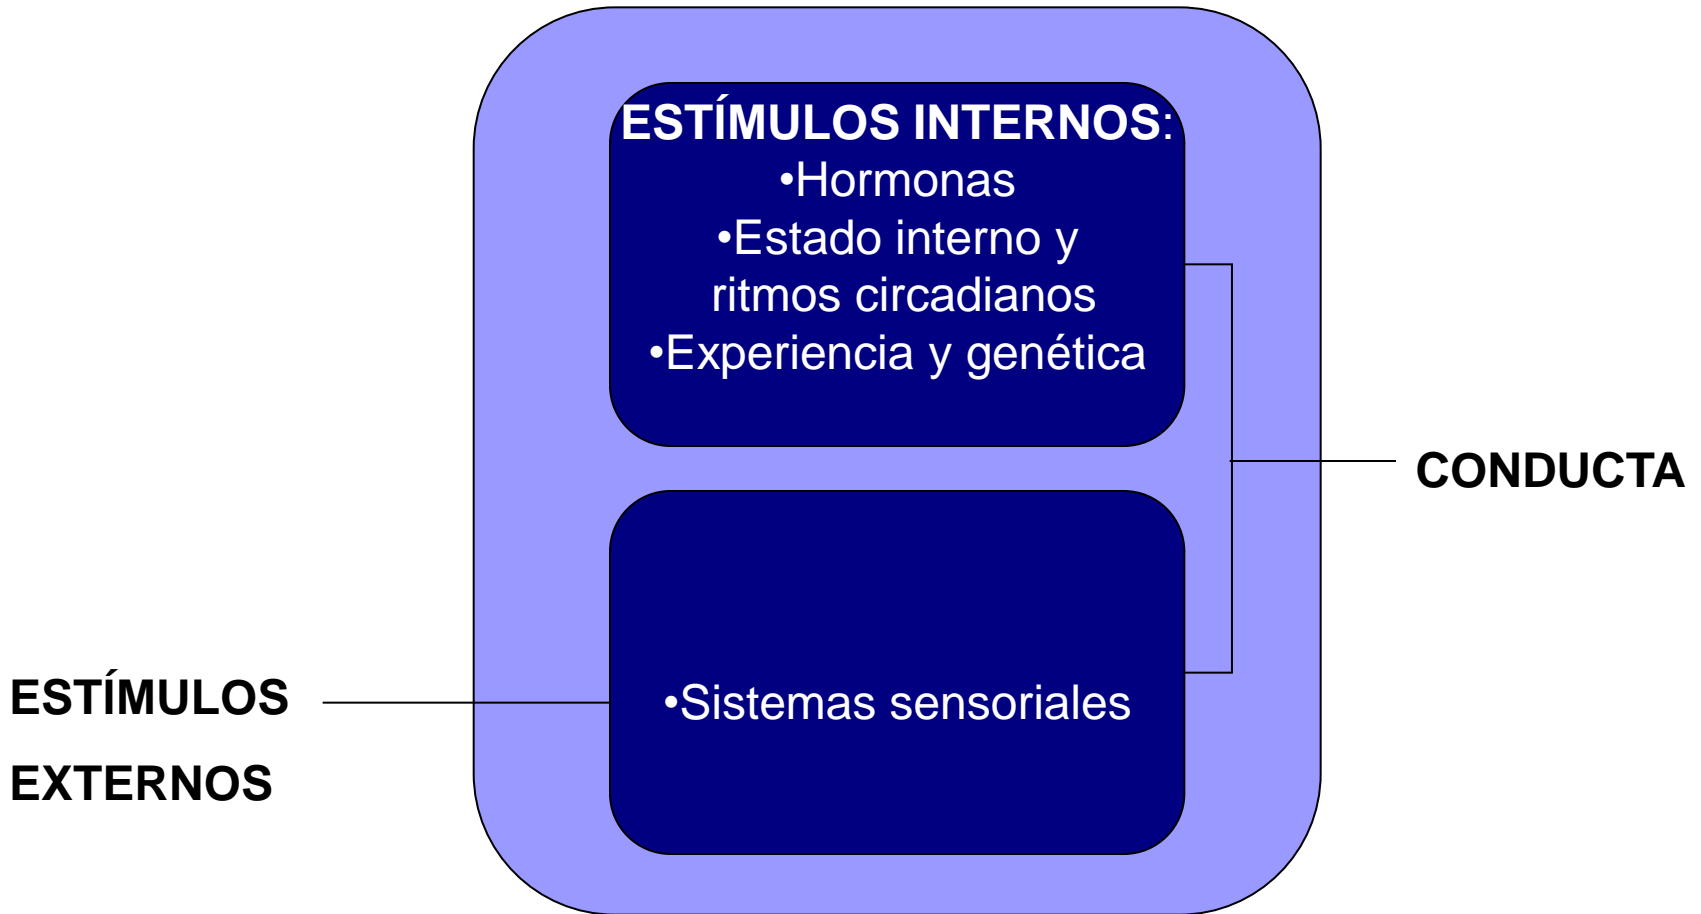 ESTÍMULOS INTERNOS:
•Hormonas
•Estado interno y
ritmos circadianos
•Experiencia y genética
CONDUCTA
•Sistemas sensoriales
ESTÍMULOS
EXTERNOS